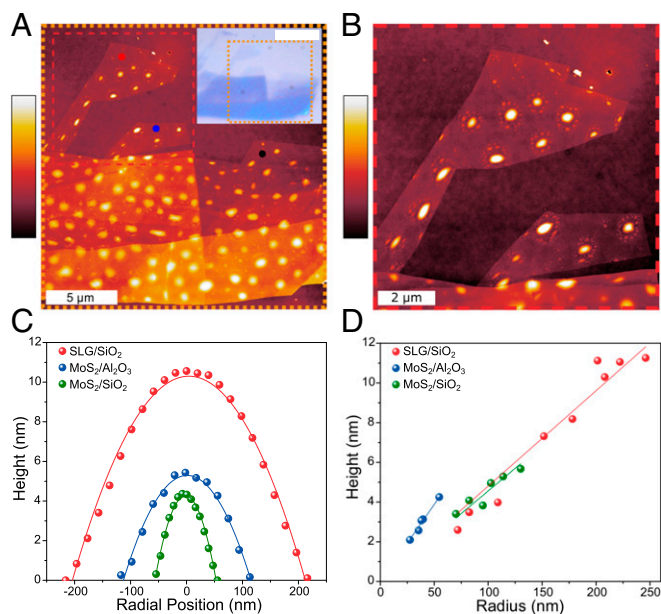 A
B
5 µm
2 µm
C
D
12
10
8
6
4
2
0
Height (nm)
SLG/SiO₂
MoS₂/Al₂O₃
MoS₂/SiO₂
-200
-100
0
100
200
Radial Position (nm)
12
10
8
6
4
2
0
Height (nm)
SLG/SiO₂
MoS₂/Al₂O₃
MoS₂/SiO₂
0
50
100
150
200
250
Radius (nm)